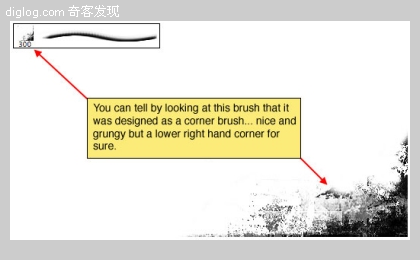 diglog.com 奇客发现
300
You can tell by looking at this brush that it
was designed as a corner brush... nice and
grungy but a lower right hand corner for
sure.